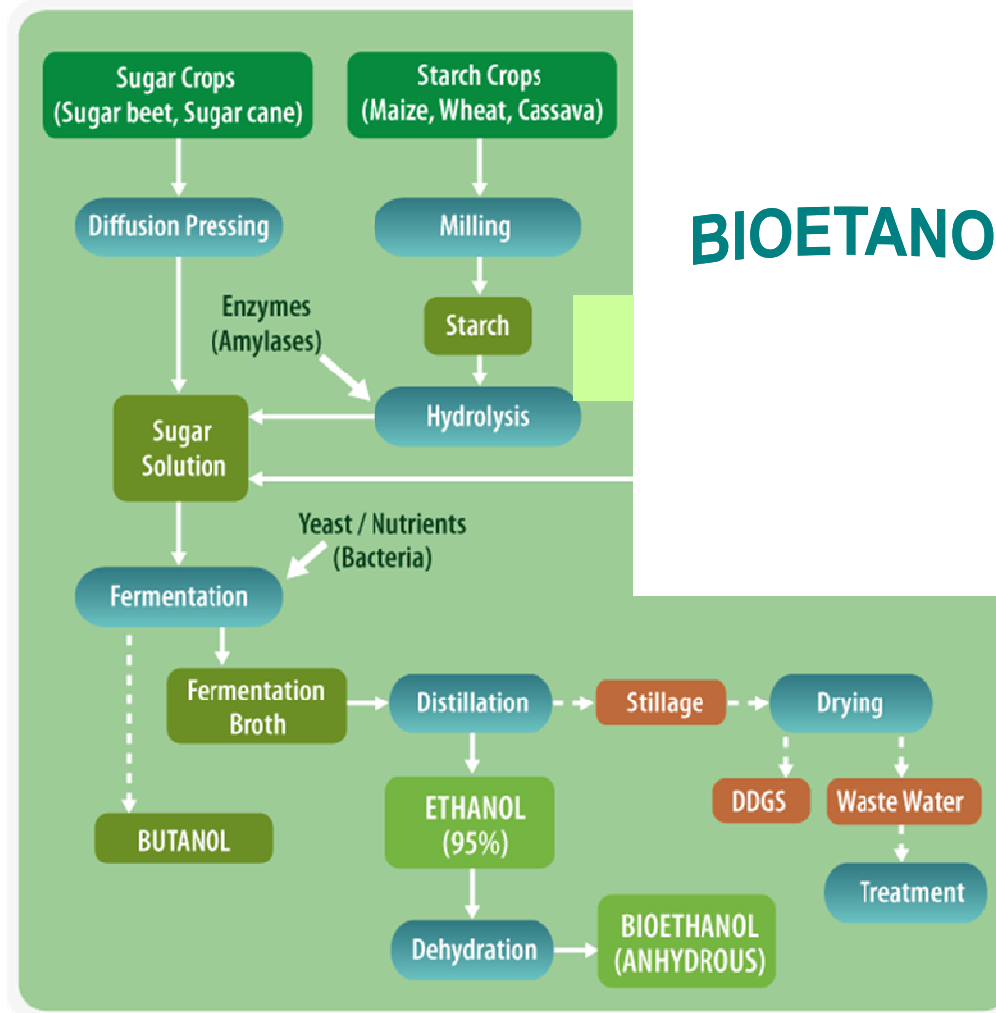 Sugar Crops
(Sugar beet, Sugar cane)
Starch Crops
(Maize, Wheat, Cassava)
BIOETANO
Diffusion Pressing
Milling
Enzymes
(Amylases)
Starch
Hydrolysis
Sugar
Solution
Yeast / Nutrients
(Bacteria)
Fermentation
Fermentation
Broth
Distillation
Stillage
Drying
BUTANOL
ETHANOL
(95%)
DDGS
Waste Water
Treatment
Dehydration
BIOETHANOL
(ANHYDROUS)